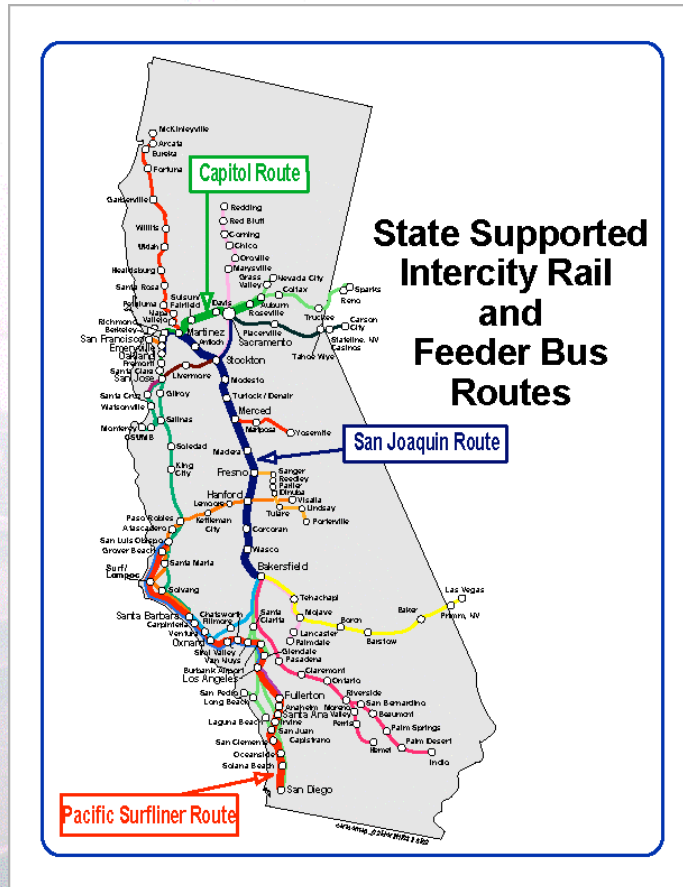 McKinleyville
Arcata
Eureka
Fortuna
Garberville
Capitol Route
Redding
Red Bluff
Corning
Chico
Oroville
Marysville
Willits
Ukiah
Healdsburg
Santa Rosa
Petaluma
Napa
Vallejo
Suisun/
Fairfield
Davis
Grass
Valley
Nevada City
Colfax
Auburn
Roseville
Sparks
Reno
Truckee
Carson
City
Placerville
Sacramento
Stateline, NV
Casinos
Tahoe Wye
State Supported
Intercity Rail
and
Feeder Bus
Routes
Richmond
Berkeley
Martinez
Antioch
San Francisco
Emeryville
Oakland
Fremont
Santa Clara
San Jose
Stockton
Livermore
Modesto
Turlock / Denair
Merced
Mariposa
Yosemite
Santa Cruz
Watsonville
Gilroy
Salinas
Monterey
CSUMB
Soledad
King
City
Madera
San Joaquin Route
Fresno
Sanger
Reedley
Parlier
Dinuba
Hanford
Visalia
Lemoore
Kettleman
City
Tulare
Lindsay
Porterville
Paso Robles
Atascadero
San Luis Obispo
Grover Beach
Corcoran
Wasco
Santa Maria
Surf/
Lompoc
Solvang
Bakersfield
Tehachapi
Mojave
Boron
Barstow
Baker
Las Vegas
Primm, NV
Lancaster
Palmdale
Santa Barbara
Carpinteria
Ventura
Oxnard
Chatsworth
Fillmore
Santa
Clarita
Simi Valley
Van Nuys
Burbank Airport
Glendale
Pasadena
Los Angeles
Claremont
Ontario
Riverside
San Bernardino
Moreno
Valley
Beaumont
Perris
Palm Springs
Hemet
Palm Desert
Indio
San Pedro
Long Beach
Fullerton
Anaheim
Santa Ana
Laguna Beach
Irvine
San Juan
Capistrano
San Clemente
Oceanside
Solana Beach
San Diego
Pacific Surfliner Route